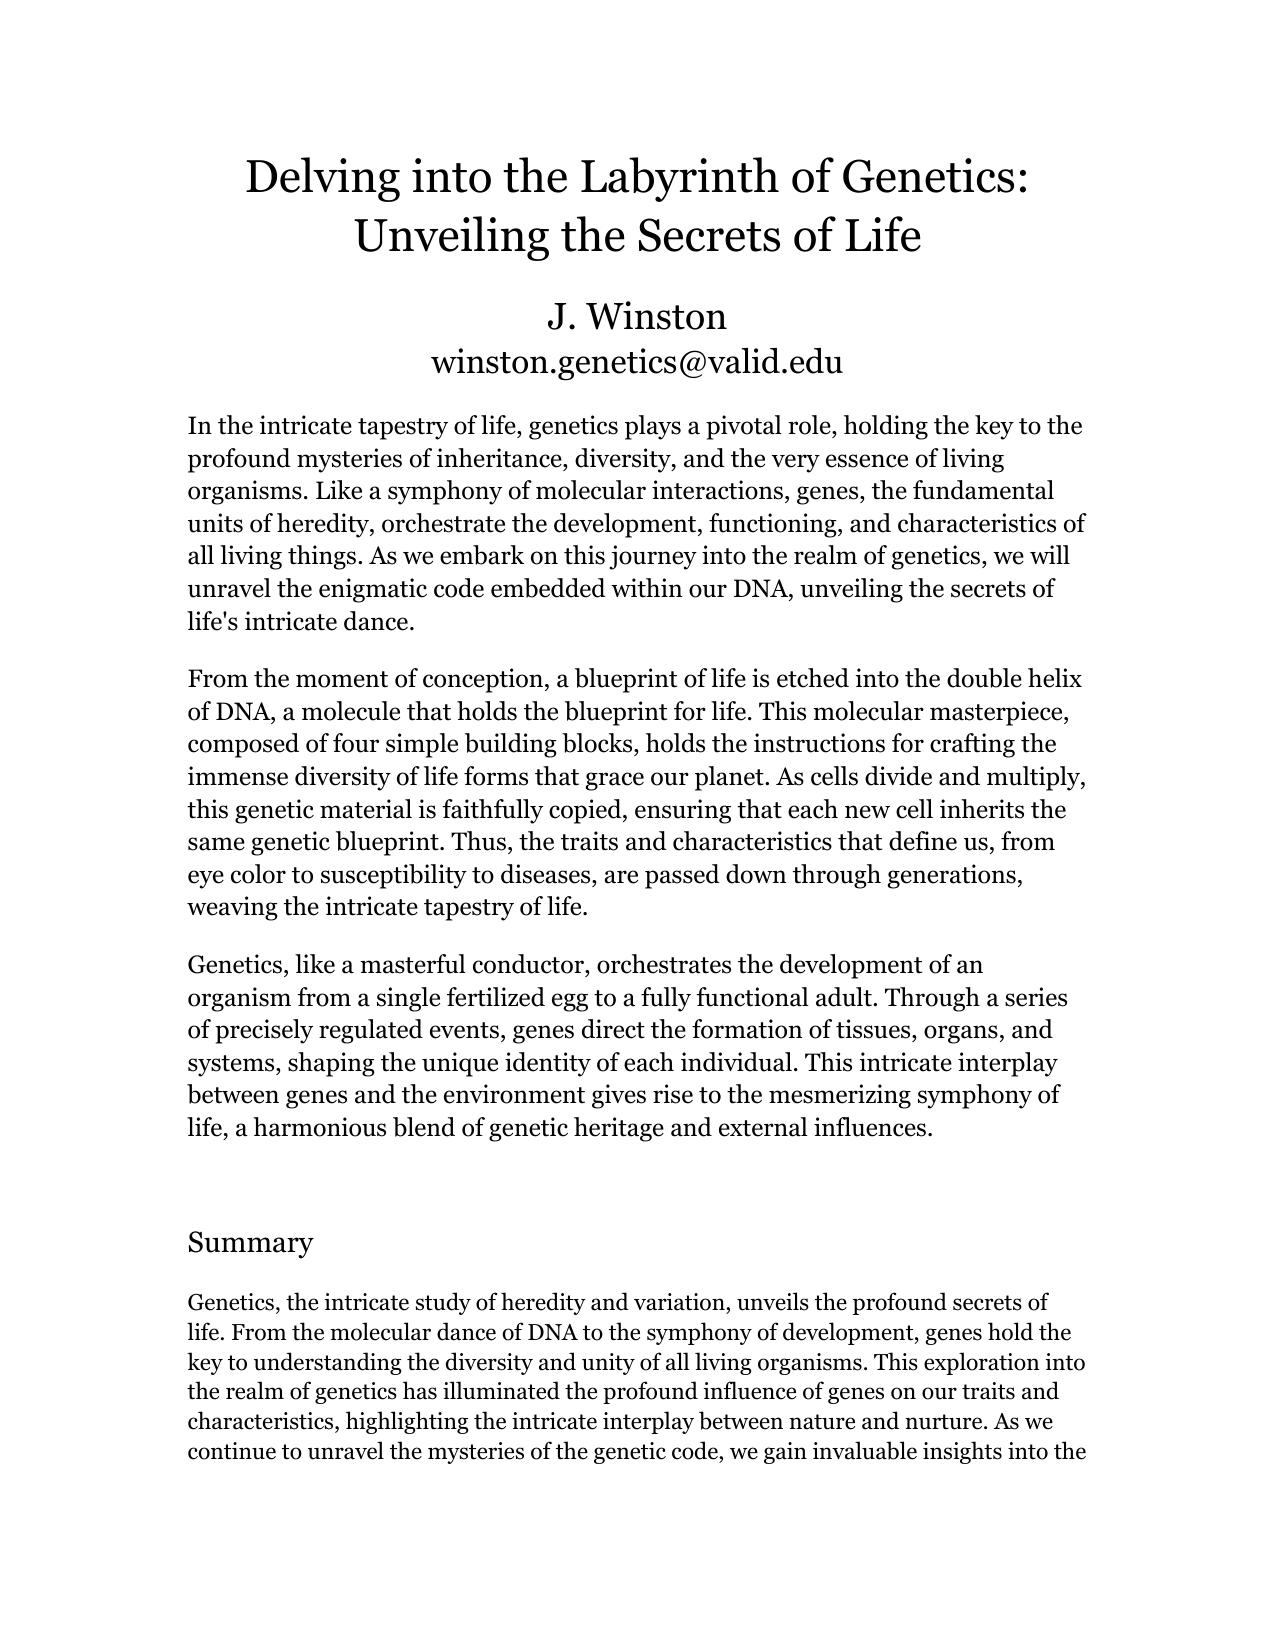 Delving into the Labyrinth of Genetics:
Unveiling the Secrets of Life
J. Winston
winston.genetics@valid.edu
In the intricate tapestry of life, genetics plays a pivotal role, holding the key to the
profound mysteries of inheritance, diversity, and the very essence of living
organisms. Like a symphony of molecular interactions, genes, the fundamental
units of heredity, orchestrate the development, functioning, and characteristics of
all living things. As we embark on this journey into the realm of genetics, we will
unravel the enigmatic code embedded within our DNA, unveiling the secrets of
life's intricate dance.
From the moment of conception, a blueprint of life is etched into the double helix
of DNA, a molecule that holds the blueprint for life. This molecular masterpiece,
composed of four simple building blocks, holds the instructions for crafting the
immense diversity of life forms that grace our planet. As cells divide and multiply,
this genetic material is faithfully copied, ensuring that each new cell inherits the
same genetic blueprint. Thus, the traits and characteristics that define us, from
eye color to susceptibility to diseases, are passed down through generations,
weaving the intricate tapestry of life.
Genetics, like a masterful conductor, orchestrates the development of an
organism from a single fertilized egg to a fully functional adult. Through a series
of precisely regulated events, genes direct the formation of tissues, organs, and
systems, shaping the unique identity of each individual. This intricate interplay
between genes and the environment gives rise to the mesmerizing symphony of
life, a harmonious blend of genetic heritage and external influences.
Summary
Genetics, the intricate study of heredity and variation, unveils the profound secrets of
life. From the molecular dance of DNA to the symphony of development, genes hold the
key to understanding the diversity and unity of all living organisms. This exploration into
the realm of genetics has illuminated the profound influence of genes on our traits and
characteristics, highlighting the intricate interplay between nature and nurture. As we
continue to unravel the mysteries of the genetic code, we gain invaluable insights into the